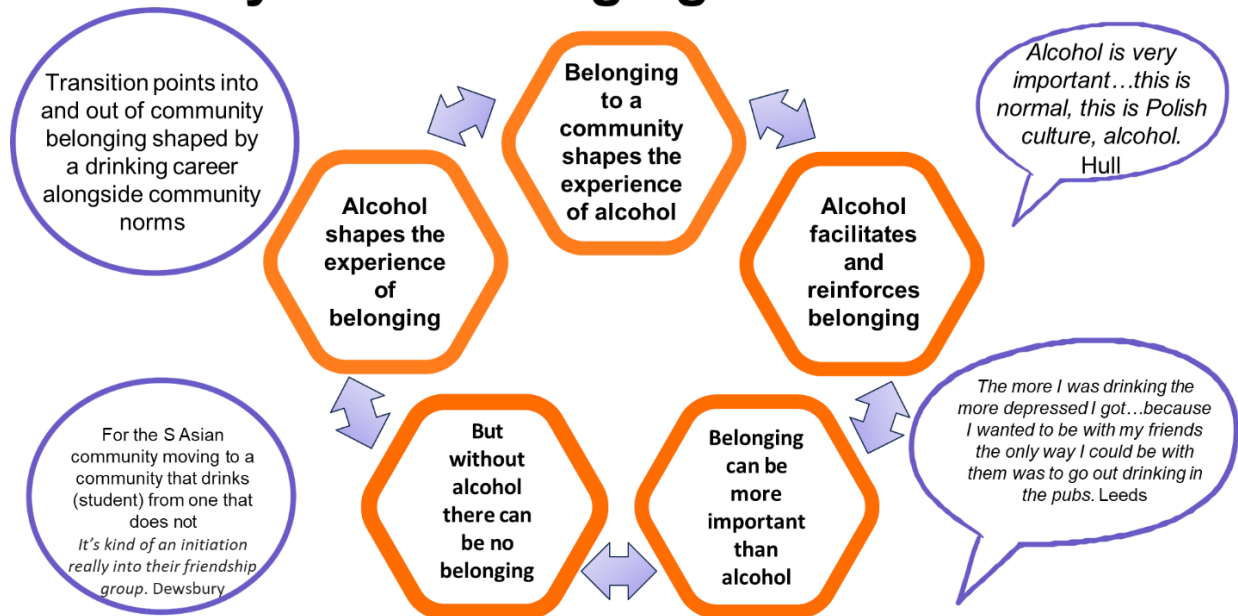 Transition points into
and out of community
belonging shaped by
a drinking career
alongside community
norms
Belonging
to a
community
shapes the
experience
of alcohol
Alcohol is very
important…this is
normal, this is Polish
culture, alcohol.
Hull
Alcohol
shapes the
experience
of
belonging
Alcohol
facilitates
and
reinforces
belonging
For the S Asian
community moving to a
community that drinks
(student) from one that
does not
It's kind of an initiation
really into their friendship
group. Dewsbury
But
without
alcohol
there can
be no
belonging
Belonging
can be
more
important
than
alcohol
The more I was drinking the
more depressed I got…because
I wanted to be with my friends
the only way I could be with
them was to go out drinking in
the pubs. Leeds